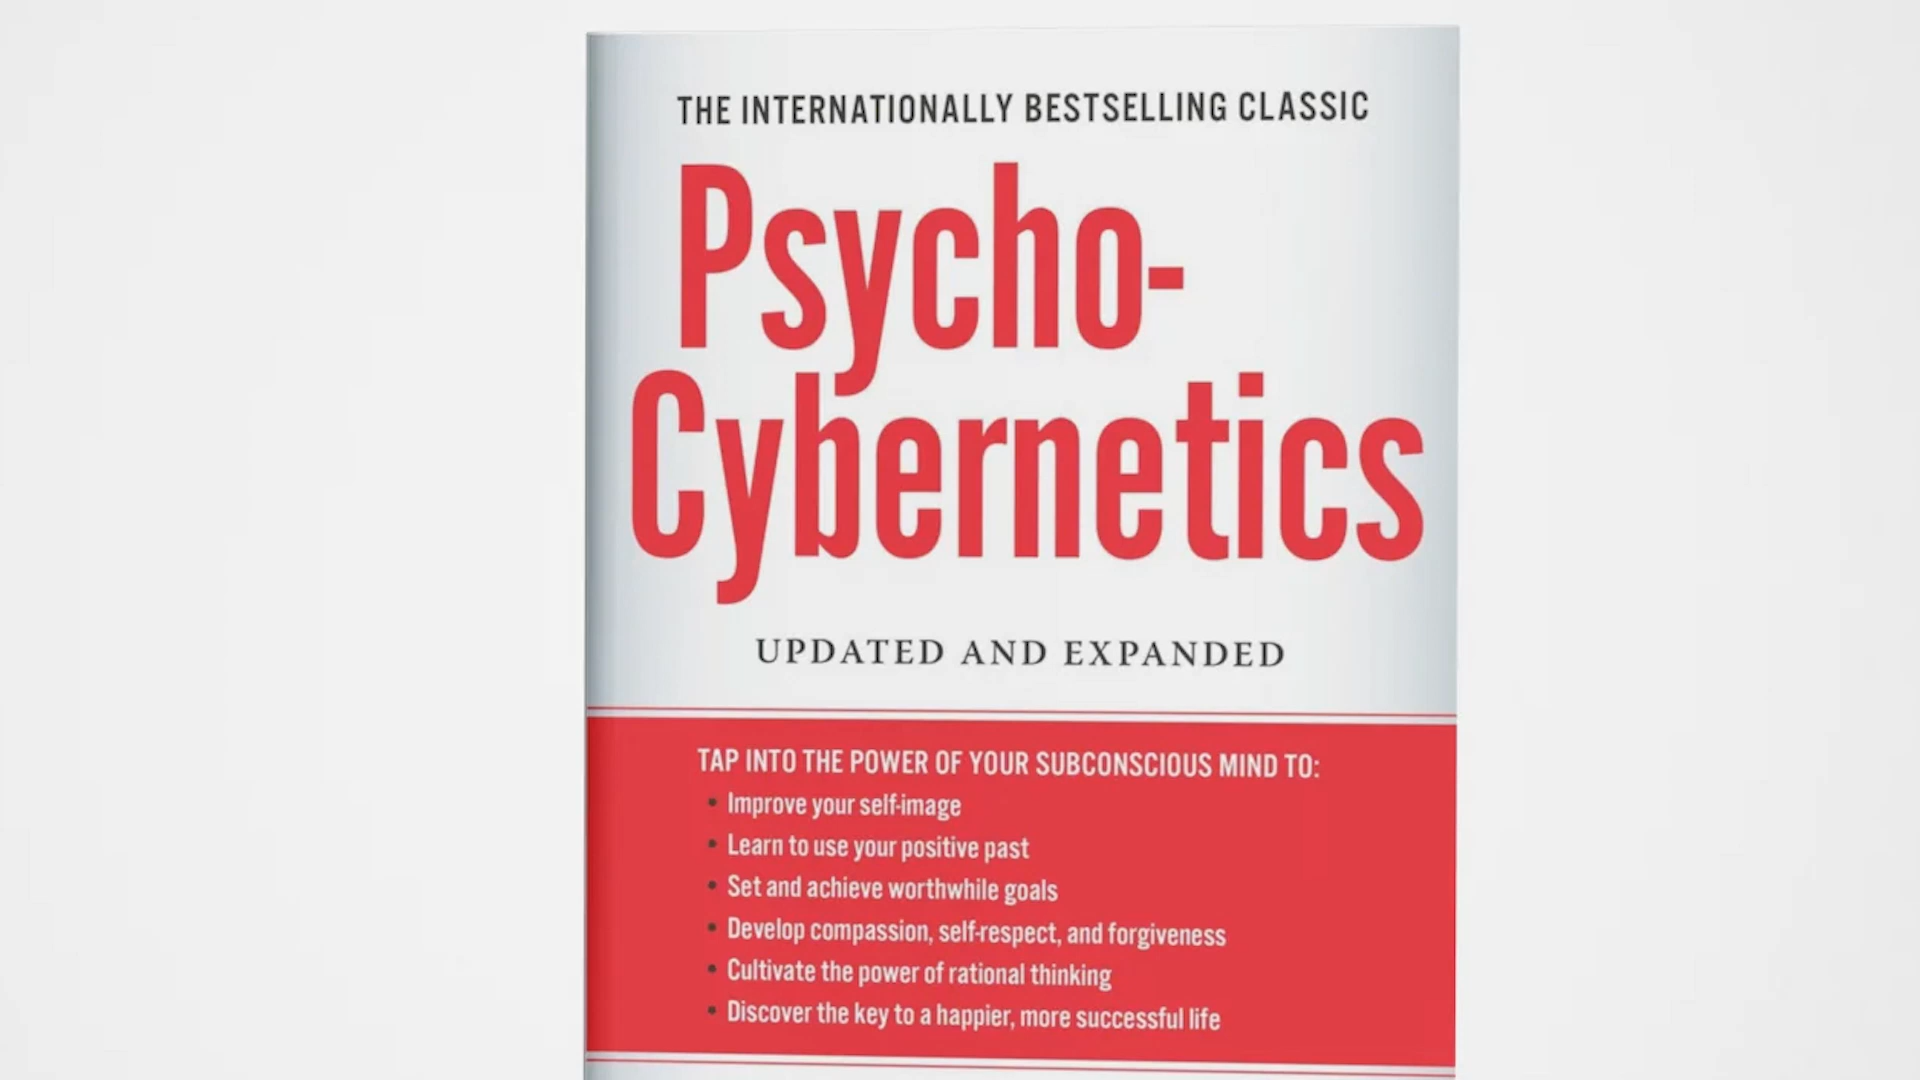 THE INTERNATIONALLY BESTSELLING CLASSIC
Psycho-
Cybernetics
UPDATED AND EXPANDED
TAP INTO THE POWER OF YOUR SUBCONSCIOUS MIND TO:
• Improve your self-image
• Learn to use your positive past
• Set and achieve worthwhile goals
• Develop compassion, self-respect, and forgiveness
• Cultivate the power of rational thinking
• Discover the key to a happier, more successful life